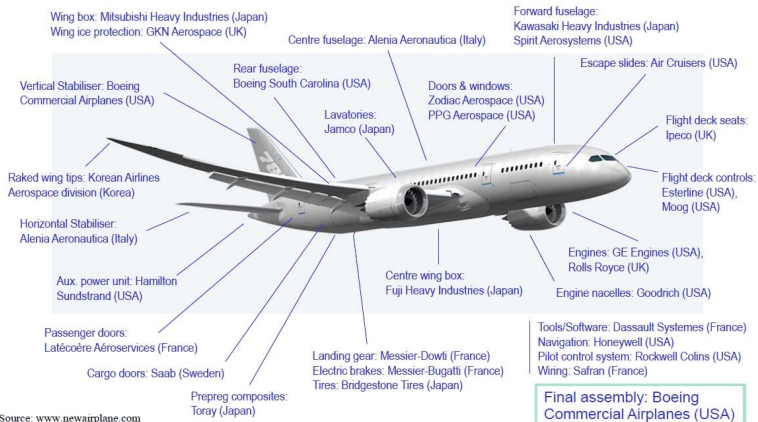 Wing box: Mitsubishi Heavy Industries (Japan)
Wing ice protection: GKN Aerospace (UK)
Centre fuselage: Alenia Aeronautica (Italy)
Forward fuselage:
Kawasaki Heavy Industries (Japan)
Spirit Aerosystems (USA)
Escape slides: Air Cruisers (USA)
Rear fuselage:
Boeing South Carolina (USA)
Vertical Stabiliser: Boeing
Commercial Airplanes (USA)
Doors & windows:
Zodiac Aerospace (USA)
PPG Aerospace (USA)
Lavatories:
Jamco (Japan)
Flight deck seats:
Ipeco (UK)
787
Raked wing tips: Korean Airlines
Aerospace division (Korea)
Flight deck controls:
Esterline (USA),
Moog (USA)
Horizontal Stabiliser:
Alenia Aeronautica (Italy)
Engines: GE Engines (USA),
Rolls Royce (UK)
Aux. power unit: Hamilton
Sundstrand (USA)
Centre wing box:
Fuji Heavy Industries (Japan)
Engine nacelles: Goodrich (USA)
Passenger doors:
Latécoère Aéroservices (France)
Cargo doors: Saab (Sweden)
Landing gear: Messier-Dowti (France)
Electric brakes: Messier-Bugatti (France)
Tires: Bridgestone Tires (Japan)
Tools/Software: Dassault Systemes (France)
Navigation: Honeywell (USA)
Pilot control system: Rockwell Colins (USA)
Wiring: Safran (France)
Prepreg composites:
Toray (Japan)
Final assembly: Boeing
Commercial Airplanes (USA)
Source: www.newairplane.com